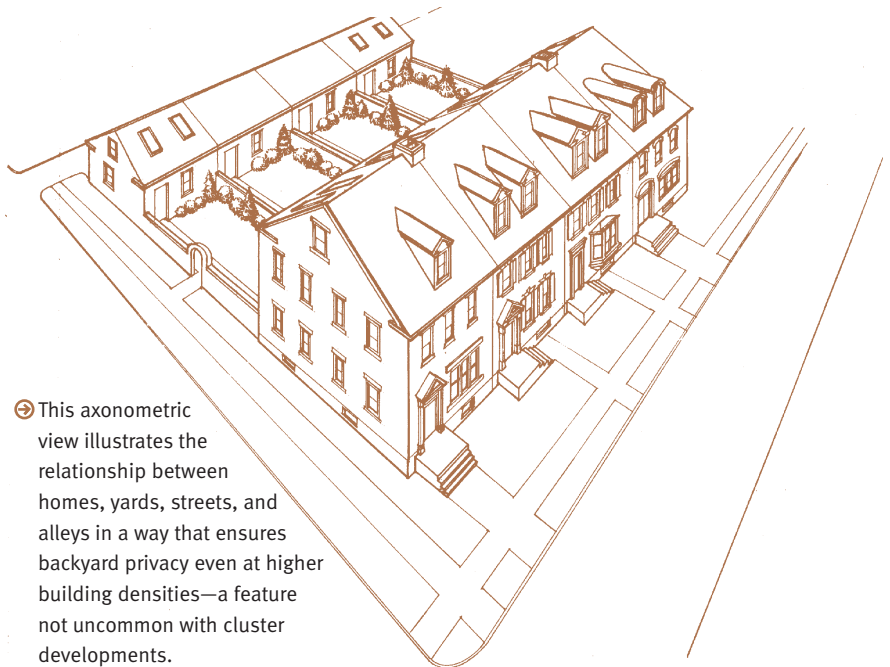 This axonometric
view illustrates the
relationship between
homes, yards, streets, and
alleys in a way that ensures
backyard privacy even at higher
building densities—a feature
not uncommon with cluster
developments.